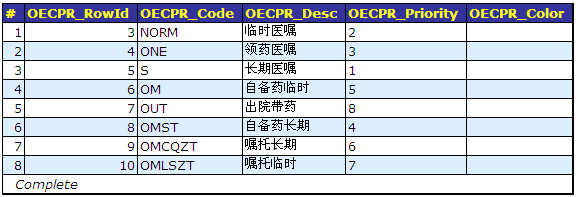 # OECPR_RowId OECPR_Code OECPR_Desc OECPR_Priority OECPR_Color
1 3 NORM 临时医嘱 2
2 4 ONE 领药医嘱 3
3 5 S 长期医嘱 1
4 6 OM 自备药临时 5
5 7 OUT 出院带药 8
6 8 OMST 自备药长期 4
7 9 OMCQZT 嘱托长期 6
8 10 OMLSZT 嘱托临时 7
Complete